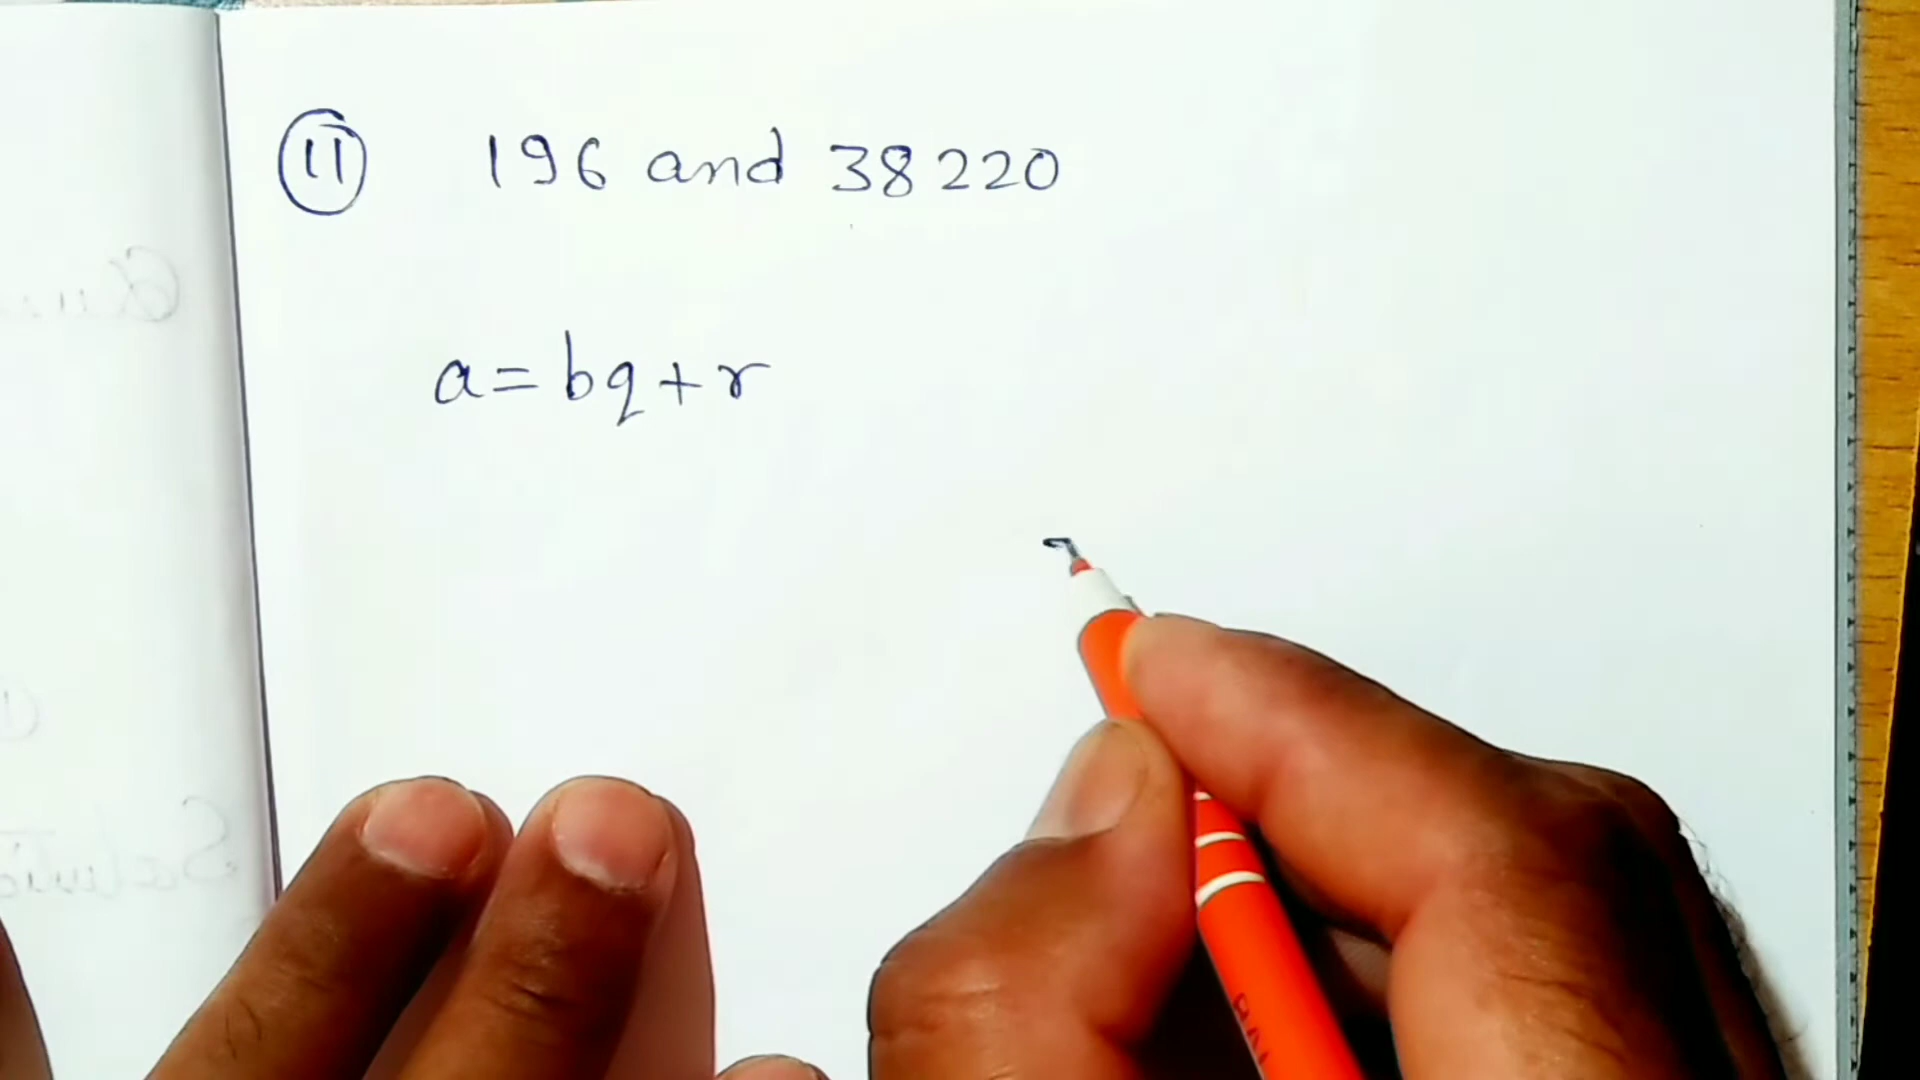 (11) 196 and 38220
a = bq + r